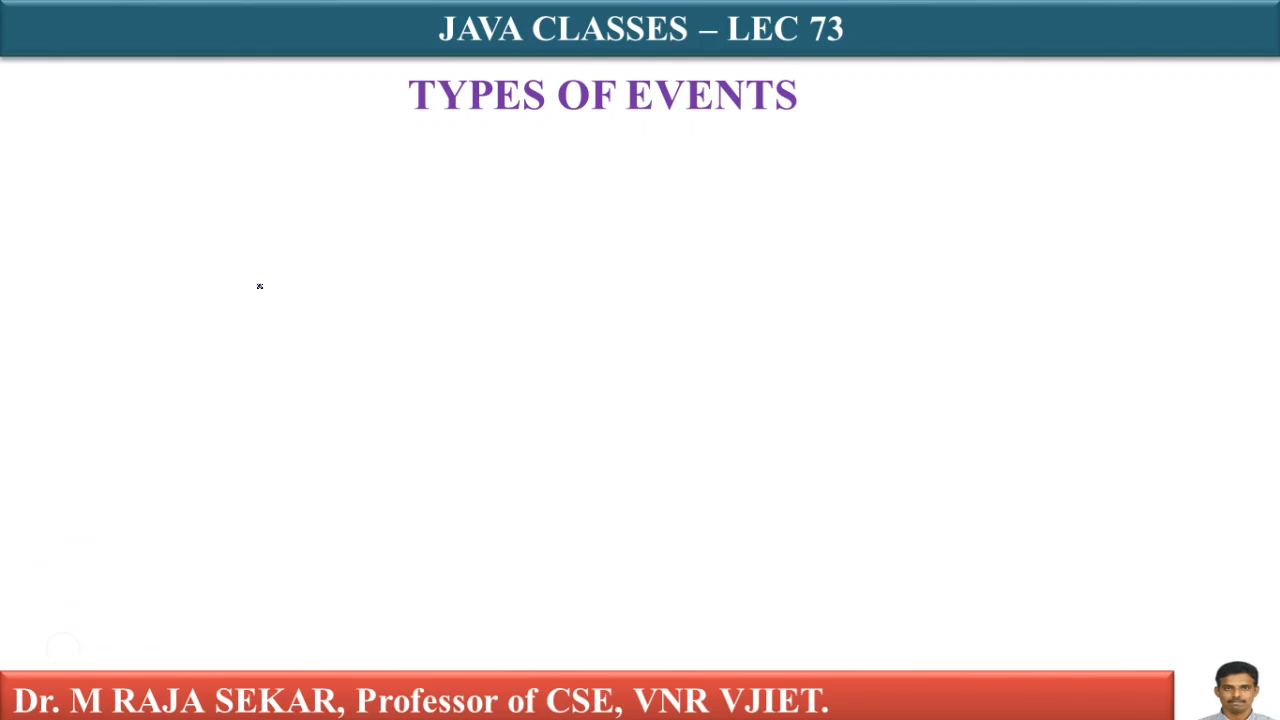 JAVA CLASSES – LEC 73
TYPES OF EVENTS
Dr. M RAJA SEKAR, Professor of CSE, VNR VJIET.